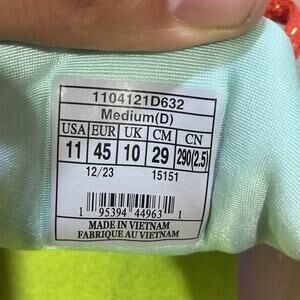 1104121D632
Medium(D)
USA EUR UK CM CN
11 45 10 29 290(2.5)
12/23 15151
1 95394 44963 1
MADE IN VIETNAM
FABRIQUE AU VIETNAM